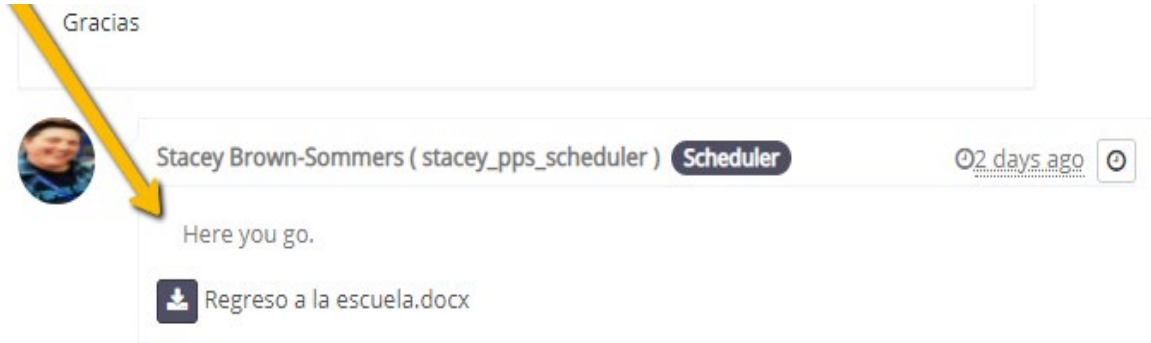 Gracias
Stacey Brown-Sommers ( stacey_pps_scheduler ) Scheduler 2 days ago
Here you go.
Regreso a la escuela.docx